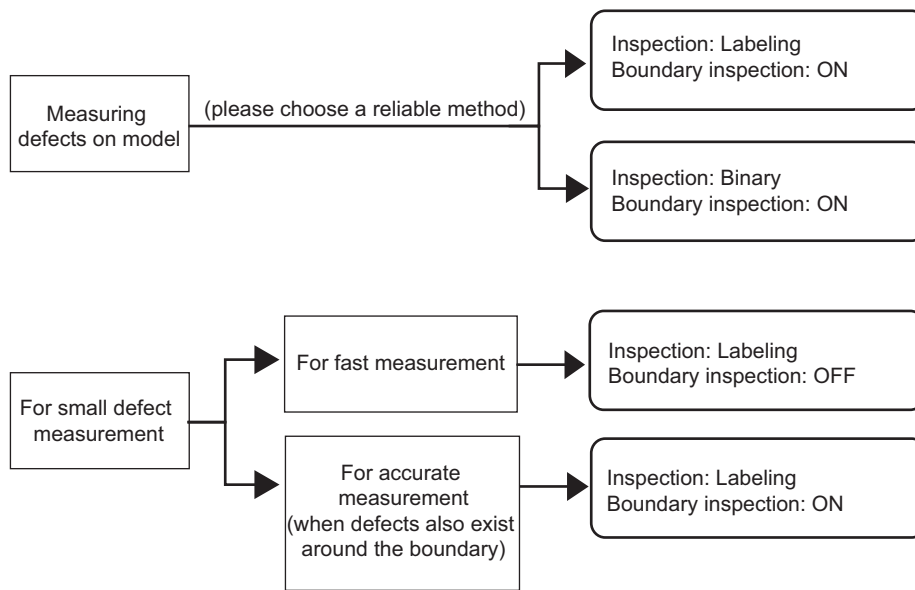 Measuring
defects on model
(please choose a reliable method)
Inspection: Labeling
Boundary inspection: ON
Inspection: Binary
Boundary inspection: ON
For small defect
measurement
For fast measurement
Inspection: Labeling
Boundary inspection: OFF
For accurate
measurement
(when defects also exist
around the boundary)
Inspection: Labeling
Boundary inspection: ON